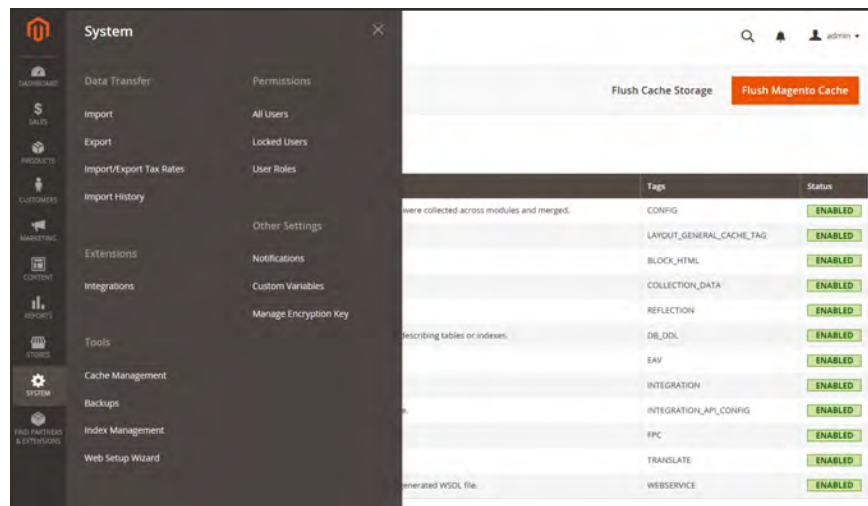 System
admin
DASHBOARD
SALES
PRODUCTS
CUSTOMERS
MARKETING
CONTENT
REPORTS
STORES
SYSTEM
FIND PARTNERS
& EXTENSIONS
Data Transfer
Import
Export
Import/Export Tax Rates
Import History
Extensions
Integrations
Tools
Cache Management
Backups
Index Management
Web Setup Wizard
Permissions
All Users
Locked Users
User Roles
Other Settings
Notifications
Custom Variables
Manage Encryption Key
Flush Cache Storage
Flush Magento Cache
Tags Status
were collected across modules and merged. CONFIG ENABLED
LAYOUT_GENERAL_CACHE_TAG ENABLED
BLOCK_HTML ENABLED
COLLECTION_DATA ENABLED
REFLECTION ENABLED
describing tables or indexes. DB_DDL ENABLED
EAV ENABLED
INTEGRATION ENABLED
e. INTEGRATION_API_CONFIG ENABLED
FPC ENABLED
TRANSLATE ENABLED
enerated WSDL file. WEBSERVICE ENABLED